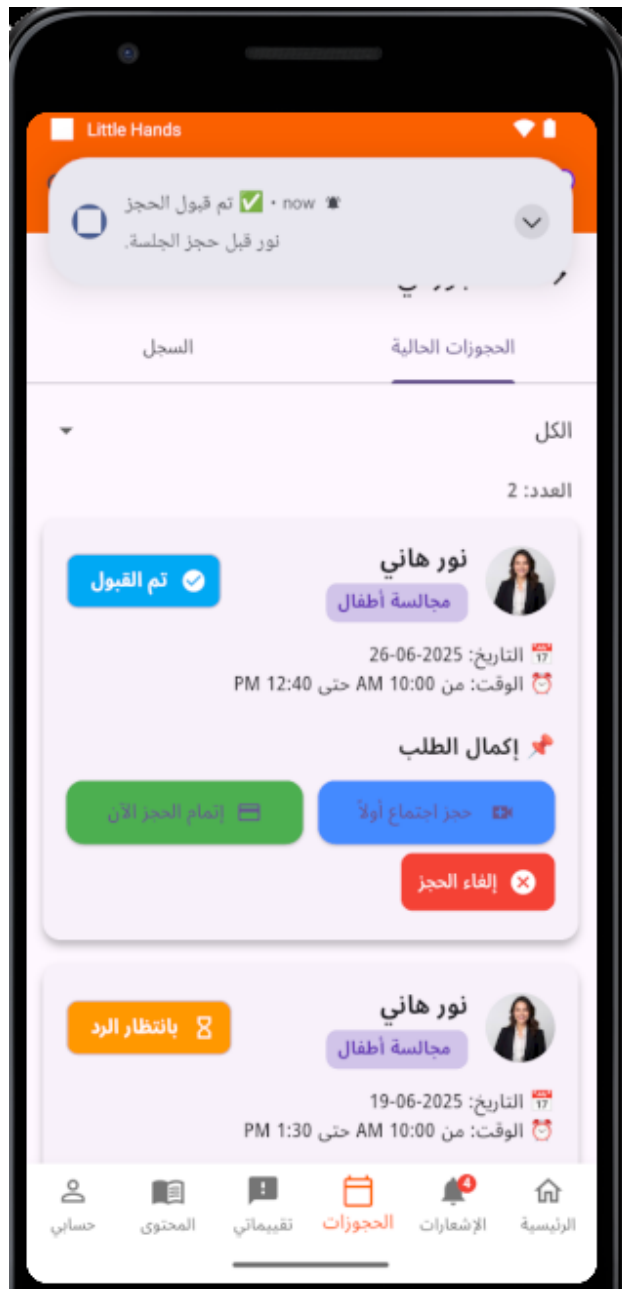 Little Hands
now • ✅ تم قبول الحجز
نور قبل حجز الجلسة.
الحجوزات الحالية
السجل
الكل
العدد: 2
نور هاني
تم القبول
مجالسة أطفال
📅 التاريخ: 2025-06-26
⏰ الوقت: من 10:00 AM حتى 12:40 PM
📌 إكمال الطلب
حجز اجتماع أولاً
إتمام الحجز الآن
إلغاء الحجز
نور هاني
بانتظار الرد
مجالسة أطفال
📅 التاريخ: 2025-06-19
⏰ الوقت: من 10:00 AM حتى 1:30 PM
4
الرئيسية
الإشعارات
الحجوزات
تقييماتي
المحتوى
حسابي